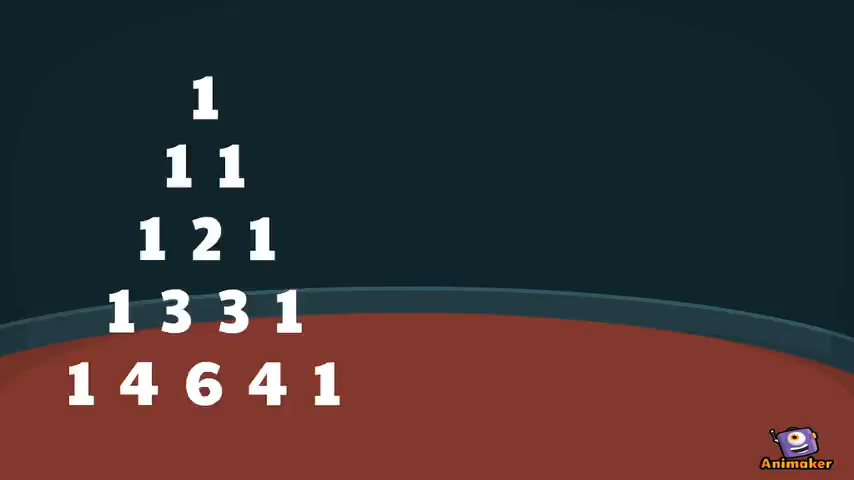 1
1 1
1 2 1
1 3 3 1
1 4 6 4 1
Animaker